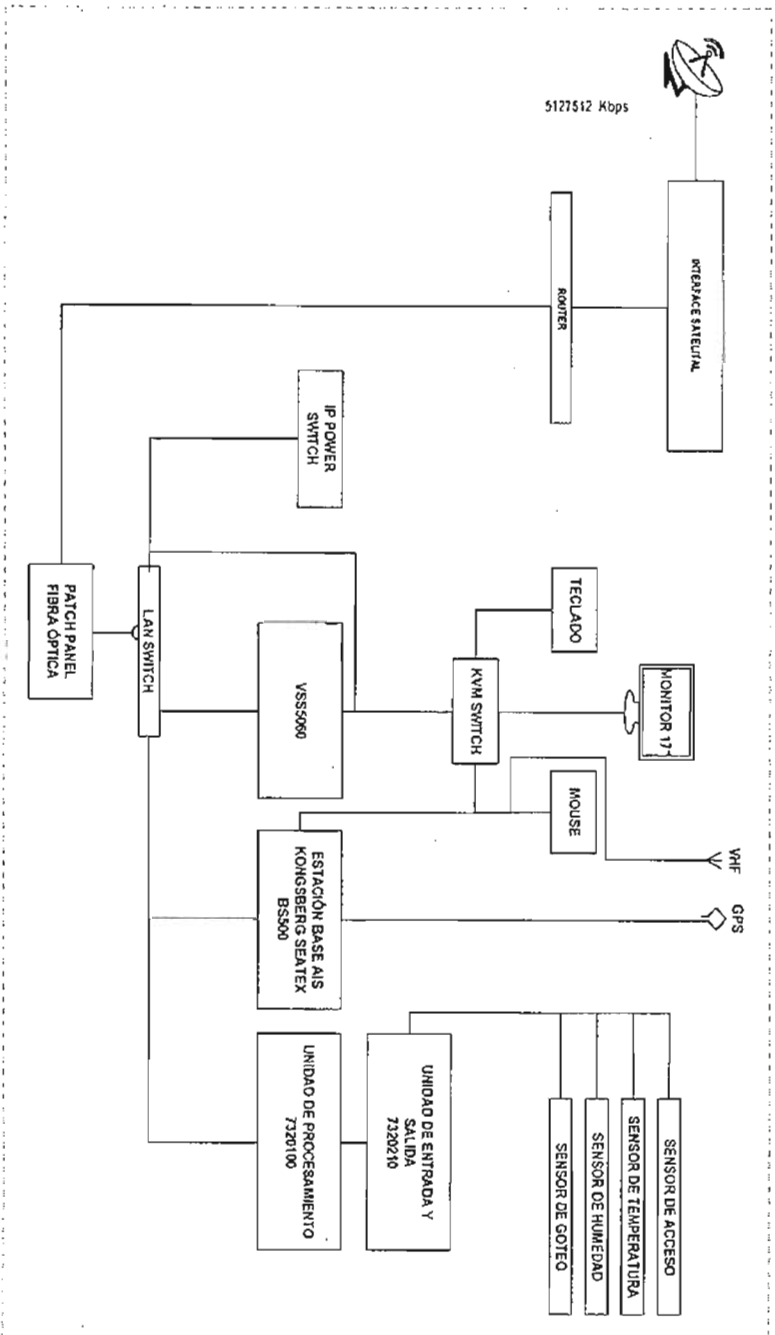 5127512 Kbps
INTERFACE SATELITAL
ROUTER
IP POWER
SWITCH
PATCH PANEL
FIBRA ÓPTICA
LAN SWITCH
VSS5060
TECLADO
KVM SWITCH
MONITOR 17"
MOUSE
VHF
GPS
ESTACIÓN BASE AIS
KONGSBERG SEATEX
BS500
UNIDAD DE PROCESAMIENTO
7320100
UNIDAD DE ENTRADA Y
SALIDA
7320210
SENSOR DE ACCESO
SENSOR DE TEMPERATURA
SENSOR DE HUMEDAD
SENSOR DE GOTEO